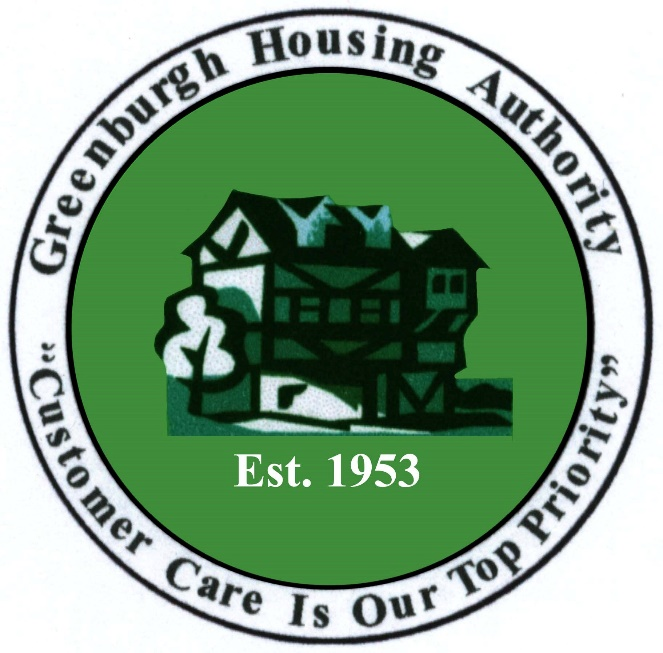 Greenburgh Housing Authority
Est. 1953
“Customer Care Is Our Top Priority”